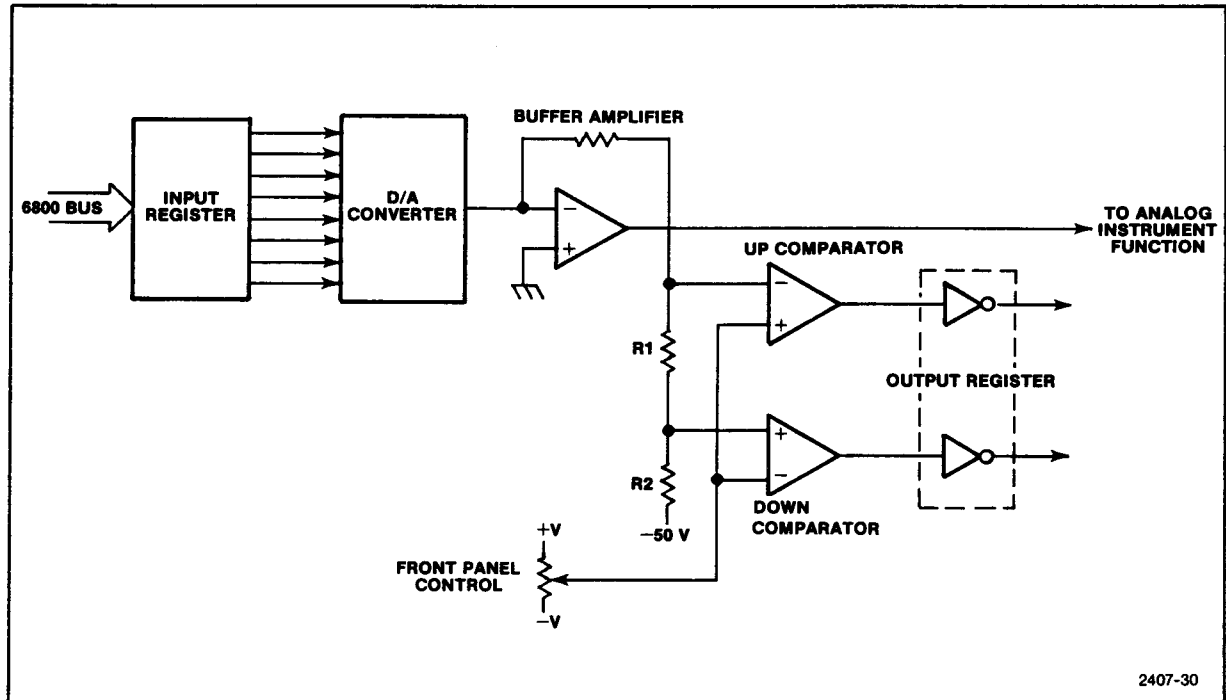 BUFFER AMPLIFIER
6800 BUS
INPUT
REGISTER
D/A
CONVERTER
−
+
TO ANALOG
INSTRUMENT
FUNCTION
UP COMPARATOR
−
+
R1
OUTPUT REGISTER
+
−
R2
DOWN
COMPARATOR
−50 V
+V
FRONT PANEL
CONTROL
−V
2407-30